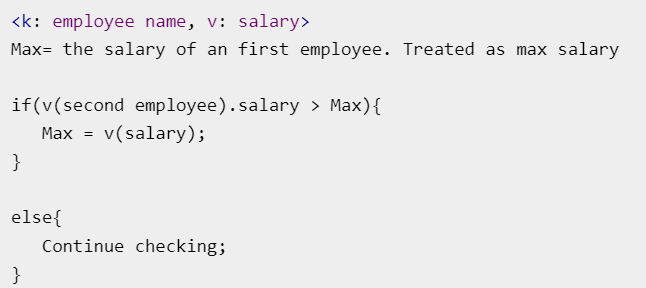 <k: employee name, v: salary>
Max= the salary of an first employee. Treated as max salary
if(v(second employee).salary > Max){
   Max = v(salary);
}
else{
   Continue checking;
}